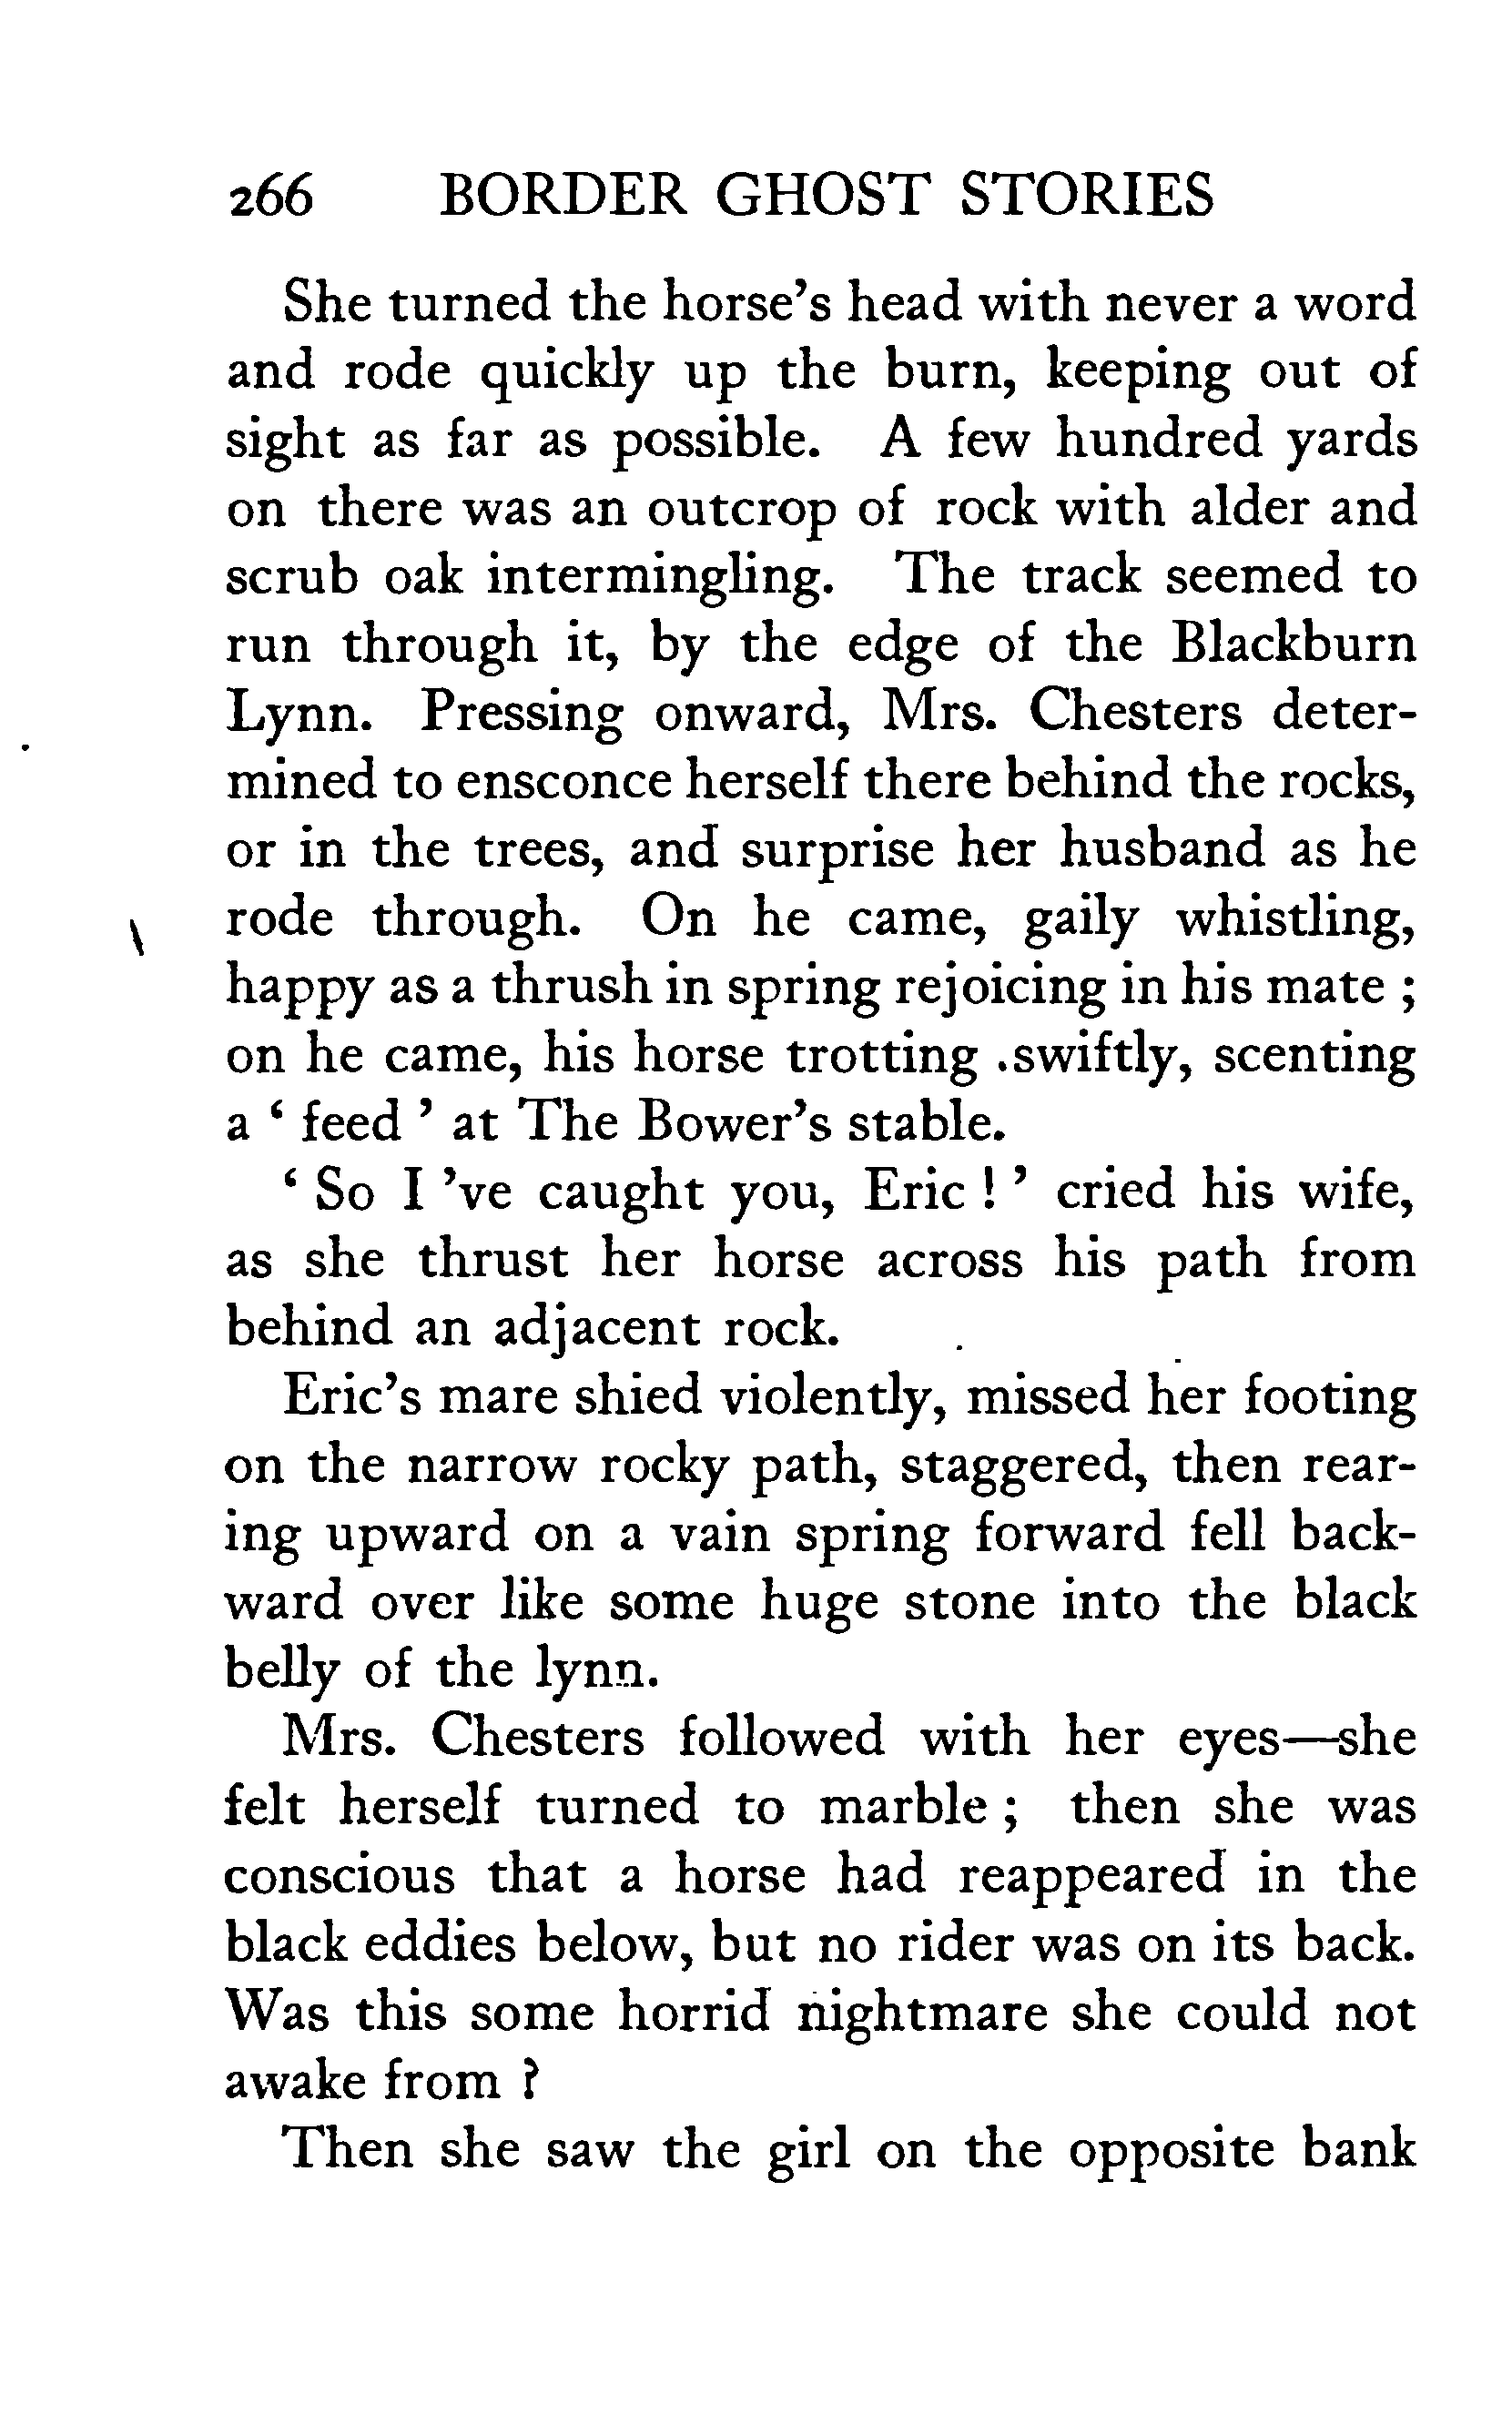 266 BORDER GHOST STORIES
She turned the horse's head with never a word
and rode quickly up the burn, keeping out of
sight as far as possible. A few hundred yards
on there was an outcrop of rock with alder and
scrub oak intermingling. The track seemed to
run through it, by the edge of the Blackburn
Lynn. Pressing onward, Mrs. Chesters deter-
mined to ensconce herself there behind the rocks,
or in the trees, and surprise her husband as he
rode through. On he came, gaily whistling,
happy as a thrush in spring rejoicing in his mate ;
on he came, his horse trotting swiftly, scenting
a ‘ feed ’ at The Bower's stable.
‘ So I 've caught you, Eric ! ’ cried his wife,
as she thrust her horse across his path from
behind an adjacent rock.
Eric's mare shied violently, missed her footing
on the narrow rocky path, staggered, then rear-
ing upward on a vain spring forward fell back-
ward over like some huge stone into the black
belly of the lynn.
Mrs. Chesters followed with her eyes—she
felt herself turned to marble ; then she was
conscious that a horse had reappeared in the
black eddies below, but no rider was on its back.
Was this some horrid nightmare she could not
awake from ?
Then she saw the girl on the opposite bank